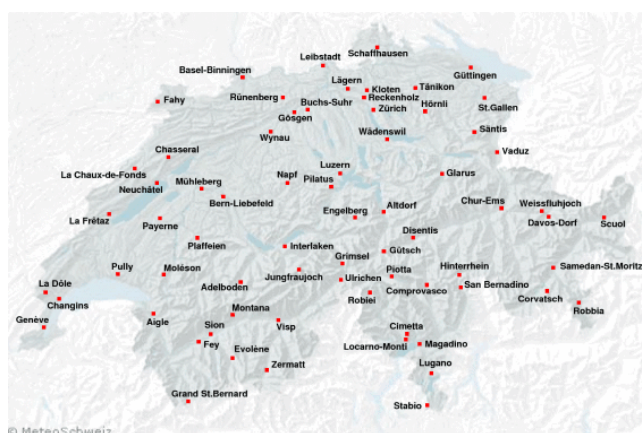 Schaffhausen
Leibstadt
Basel-Binningen
Güttingen
Lägern
Kloten
Tänikon
Fahy
Rünenberg
Buchs-Suhr
Reckenholz
Gösgen
Zürich
Hörnli
St.Gallen
Wynau
Wädenswil
Säntis
Chasseral
Vaduz
La Chaux-de-Fonds
Neuchâtel
Mühleberg
Napf
Luzern
Pilatus
Glarus
Bern-Liebefeld
Chur-Ems
Weissfluhjoch
La Frêtaz
Payerne
Engelberg
Altdorf
Davos-Dorf
Scuol
Plaffeien
Disentis
Interlaken
Gütsch
Grimsel
Pully
Moléson
Jungfraujoch
Ulrichen
Piotta
Hinterrhein
Samedan-St.Moritz
La Dôle
Adelboden
Robiei
Comprovasco
San Bernadino
Corvatsch
Changins
Robbia
Genève
Aigle
Montana
Sion
Visp
Cimetta
Fey
Evolène
Locarno-Monti
Magadino
Zermatt
Lugano
Grand St.Bernard
Stabio
© MeteoSchweiz